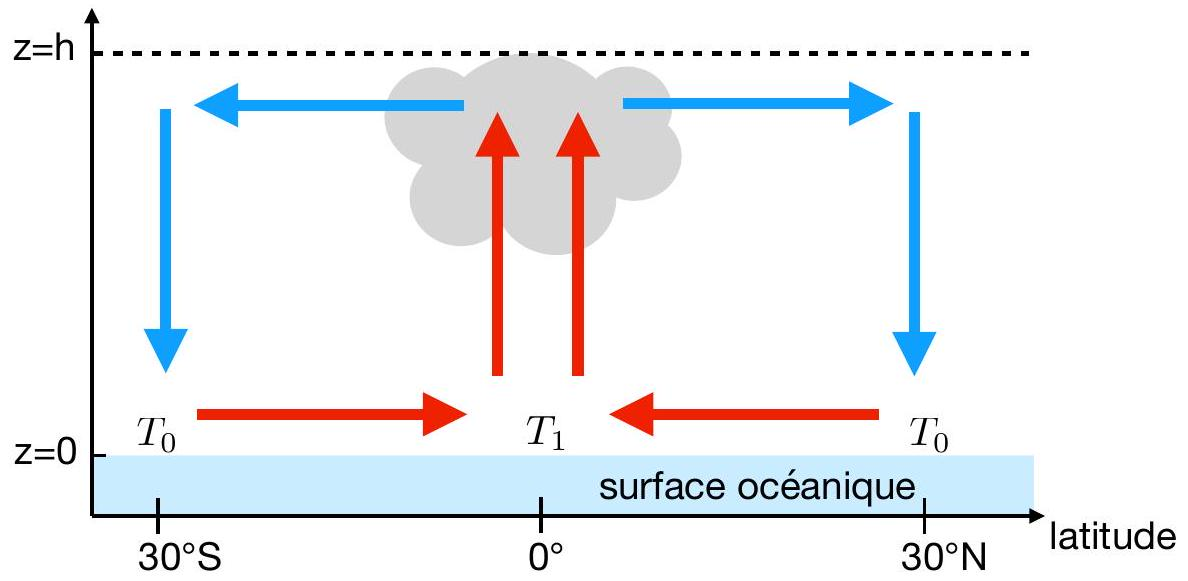 z=h
T₀
T₁
T₀
z=0
surface océanique
30°S
0°
30°N
latitude